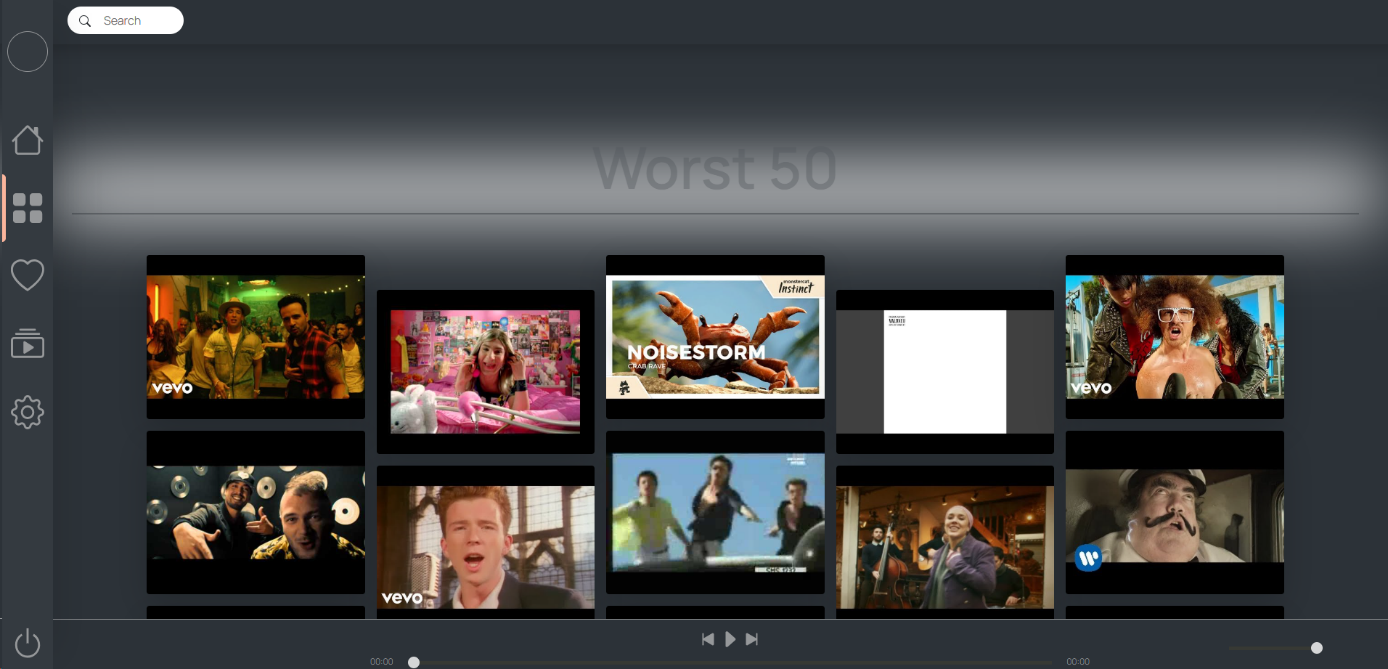 Search
Worst 50
monstercat
Instinct
NOISESTORM
CRAB RAVE
vevo
vevo
vevo
00:00
00:00